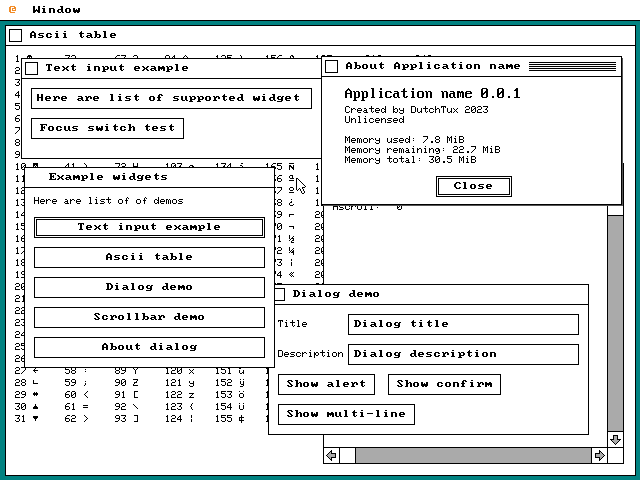 Window
Ascii table
Text input example
Here are list of supported widget
Focus switch test
About Application name
Application name 0.0.1
Created by DutchTux 2023
Unlicensed
Memory used: 7.8 MiB
Memory remaining: 22.7 MiB
Memory total: 30.5 MiB
Close
Example widgets
Here are list of of demos
Text input example
Ascii table
Dialog demo
Scrollbar demo
About dialog
Dialog demo
Title
Dialog title
Description
Dialog description
Show alert
Show confirm
Show multi-line
27 ← 58 : 89 Y 120 x 151 ù
28 ∟ 59 ; 90 Z 121 y 152 ÿ
29 60 < 91 [ 122 z 153 ö
30 ▲ 61 = 92 \ 123 { 154 ü
31 ▼ 62 > 93 ] 124 ¦ 155 ¢